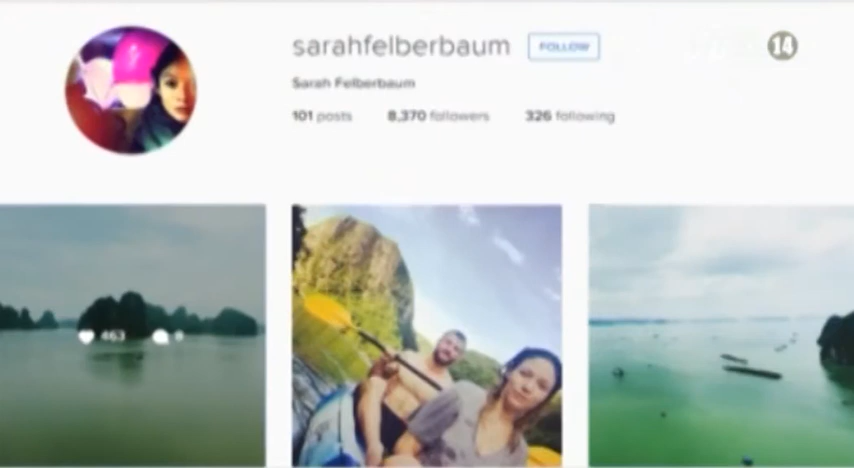 sarahfelberbaum FOLLOW
14
Sarah Felberbaum
101 posts 8,370 followers 326 following
463